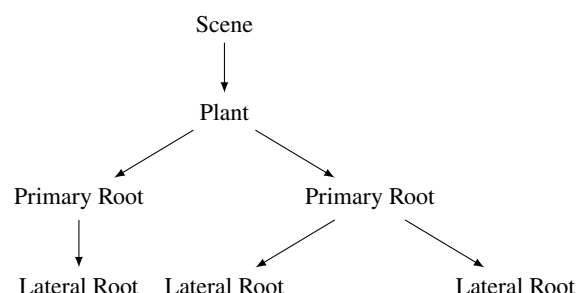 Scene
Plant
Primary Root Primary Root
Lateral Root Lateral Root Lateral Root